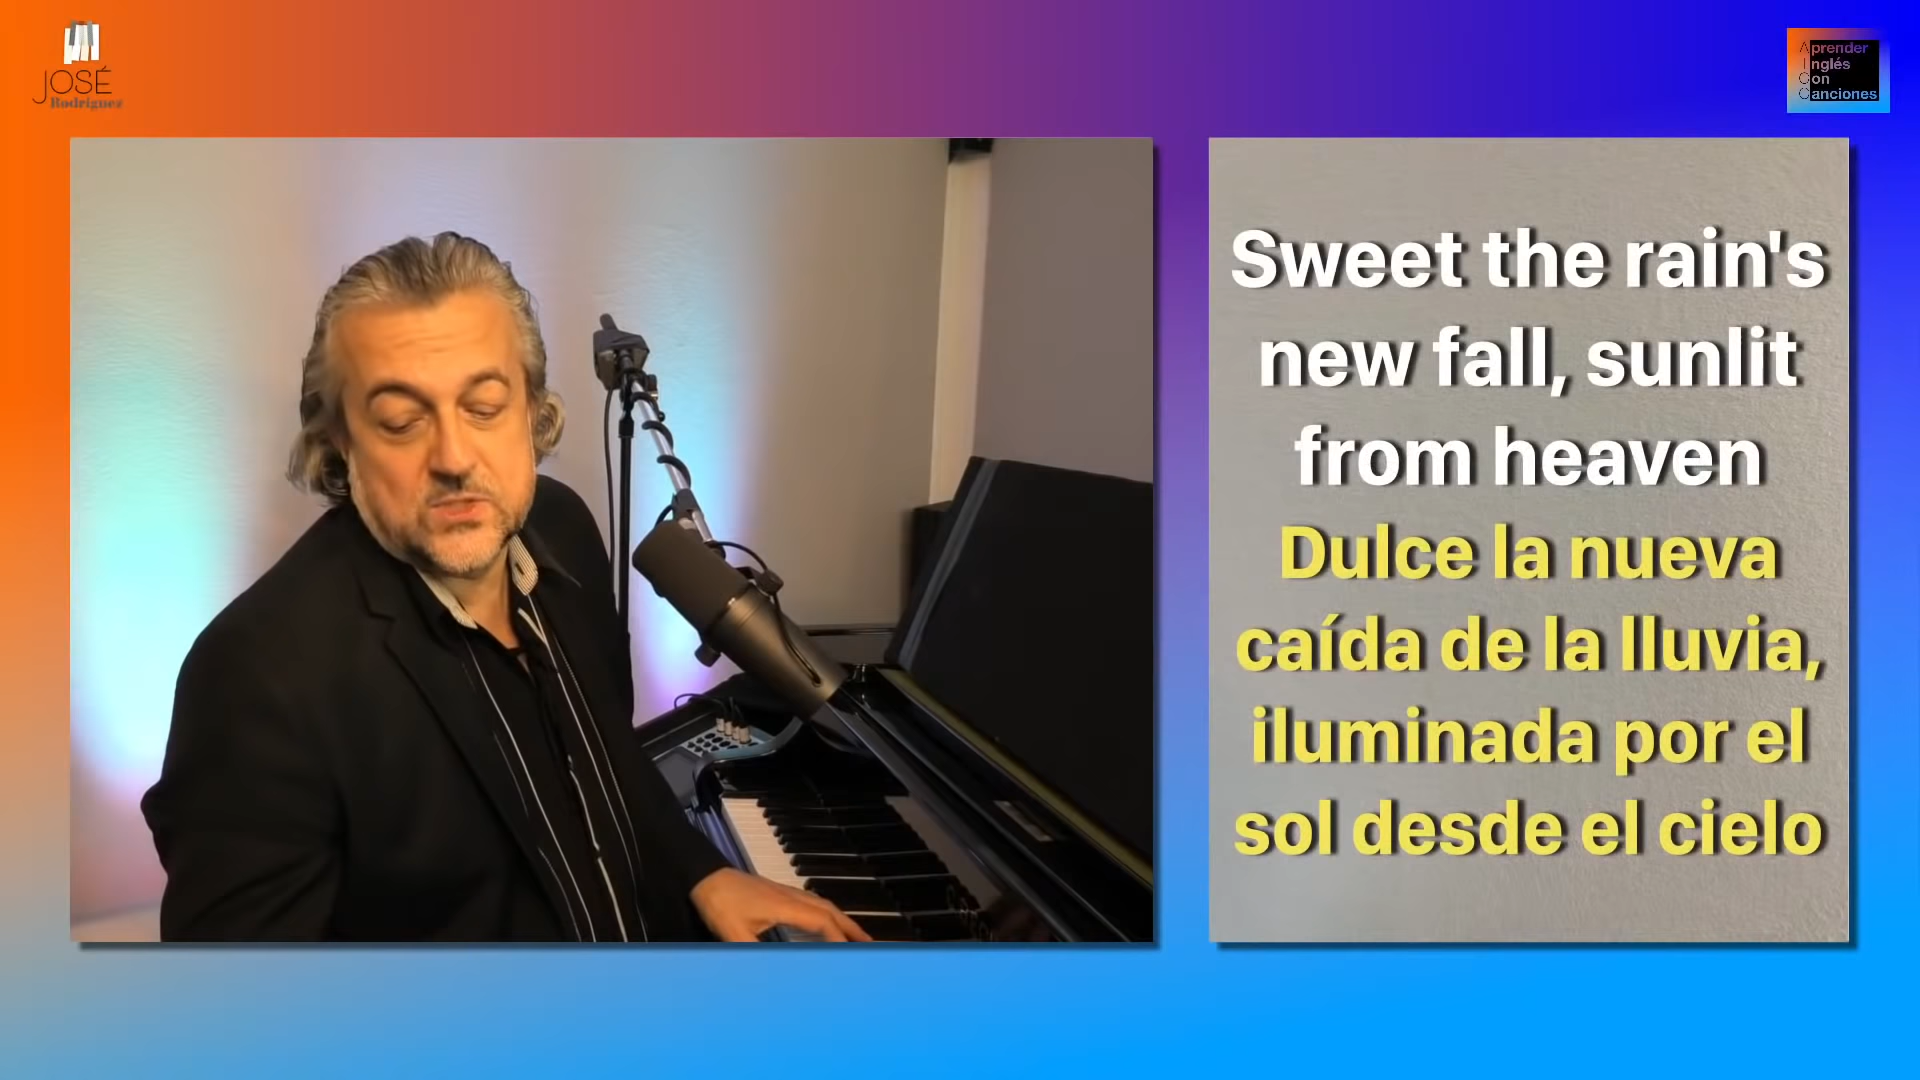 JOSÉ
Rodríguez
Aprender
Inglés
Con
Canciones
Sweet the rain's
new fall, sunlit
from heaven
Dulce la nueva
caída de la lluvia,
iluminada por el
sol desde el cielo